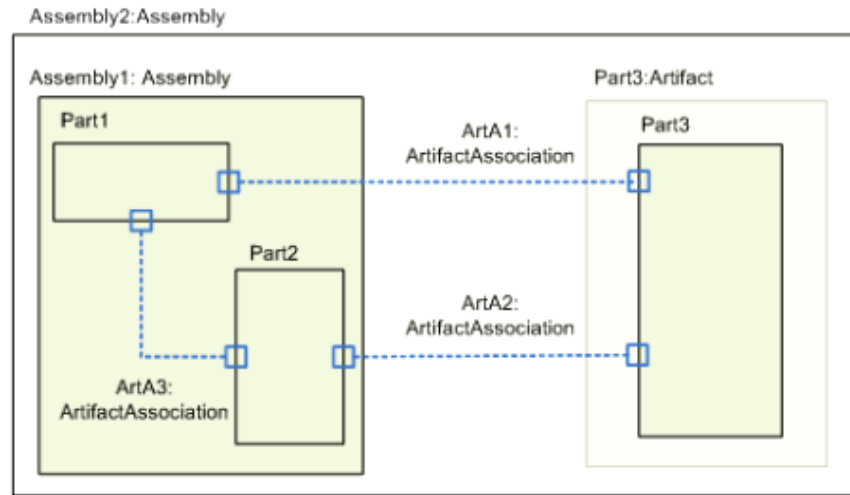 Assembly2:Assembly
Assembly1: Assembly
Part3:Artifact
Part1
ArtA1:
ArtifactAssociation
Part3
Part2
ArtA2:
ArtifactAssociation
ArtA3:
ArtifactAssociation